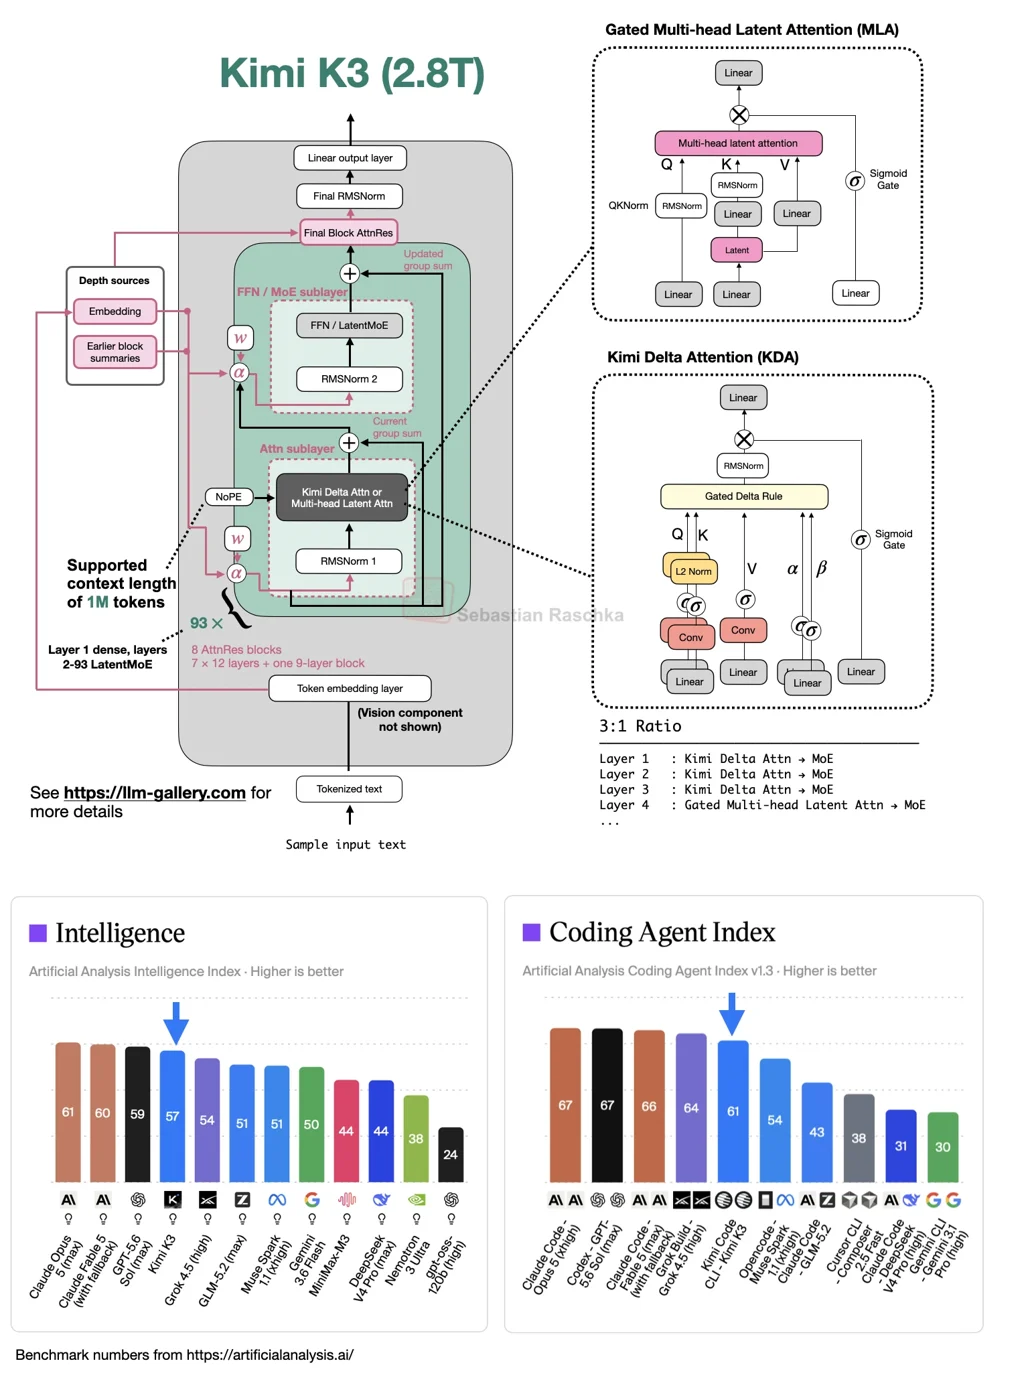 Kimi K3 (2.8T)
Linear output layer
Final RMSNorm
Final Block AttnRes
Updated
group sum
Depth sources
Embedding
Earlier block
summaries
FFN / MoE sublayer
FFN / LatentMoE
w
α
RMSNorm 2
Current
group sum
Attn sublayer
Kimi Delta Attn or
Multi-head Latent Attn
NoPE
w
α
RMSNorm 1
Supported
context length
of 1M tokens
93 ×
Layer 1 dense, layers
2-93 LatentMoE
8 AttnRes blocks
7 × 12 layers + one 9-layer block
Token embedding layer
(Vision component
not shown)
Tokenized text
Sample input text
See https://llm-gallery.com for
more details
Sebastian Raschka
Gated Multi-head Latent Attention (MLA)
Linear
Multi-head latent attention
Q
K
V
RMSNorm
QKNorm
RMSNorm
σ
Sigmoid
Gate
Linear
Linear
Latent
Linear
Linear
Linear
Kimi Delta Attention (KDA)
Linear
RMSNorm
Gated Delta Rule
Q
K
V
α
β
σ
Sigmoid
Gate
L2 Norm
σ
σ
σ
σ
Conv
Conv
Linear
Linear
Linear
Linear
3:1 Ratio
Layer 1 : Kimi Delta Attn → MoE
Layer 2 : Kimi Delta Attn → MoE
Layer 3 : Kimi Delta Attn → MoE
Layer 4 : Gated Multi-head Latent Attn → MoE
...
Intelligence
Artificial Analysis Intelligence Index · Higher is better
61
60
59
57
54
51
51
50
44
44
38
24
Claude Opus
5 (max)
Claude Fable 5
(with fallback)
GPT-5.6
Sol (max)
Kimi K3
Grok 4.5 (high)
GLM-5.2 (max)
Muse Spark
1.1 (xhigh)
Gemini
3.6 Flash
MiniMax-M3
DeepSeek
V4 Pro (max)
Nemotron
3 Ultra
gpt-oss-
120b (high)
Coding Agent Index
Artificial Analysis Coding Agent Index v1.3 · Higher is better
67
67
66
64
61
54
43
38
31
30
Claude Code -
Opus 5 (xhigh)
Codex - GPT-
5.6 Sol (max)
Claude Code -
Fable 5 (max)
(with fallback)
Grok Build -
Grok 4.5 (high)
Kimi Code
CLI - Kimi K3
Opencode -
Muse Spark
1.1 (xhigh)
Claude Code
- GLM-5.2
Cursor CLI
- Composer
2.5 Fast
Claude Code
- DeepSeek
V4 Pro (high)
Gemini CLI
- Gemini 3.1
Pro (high)
Benchmark numbers from https://artificialanalysis.ai/